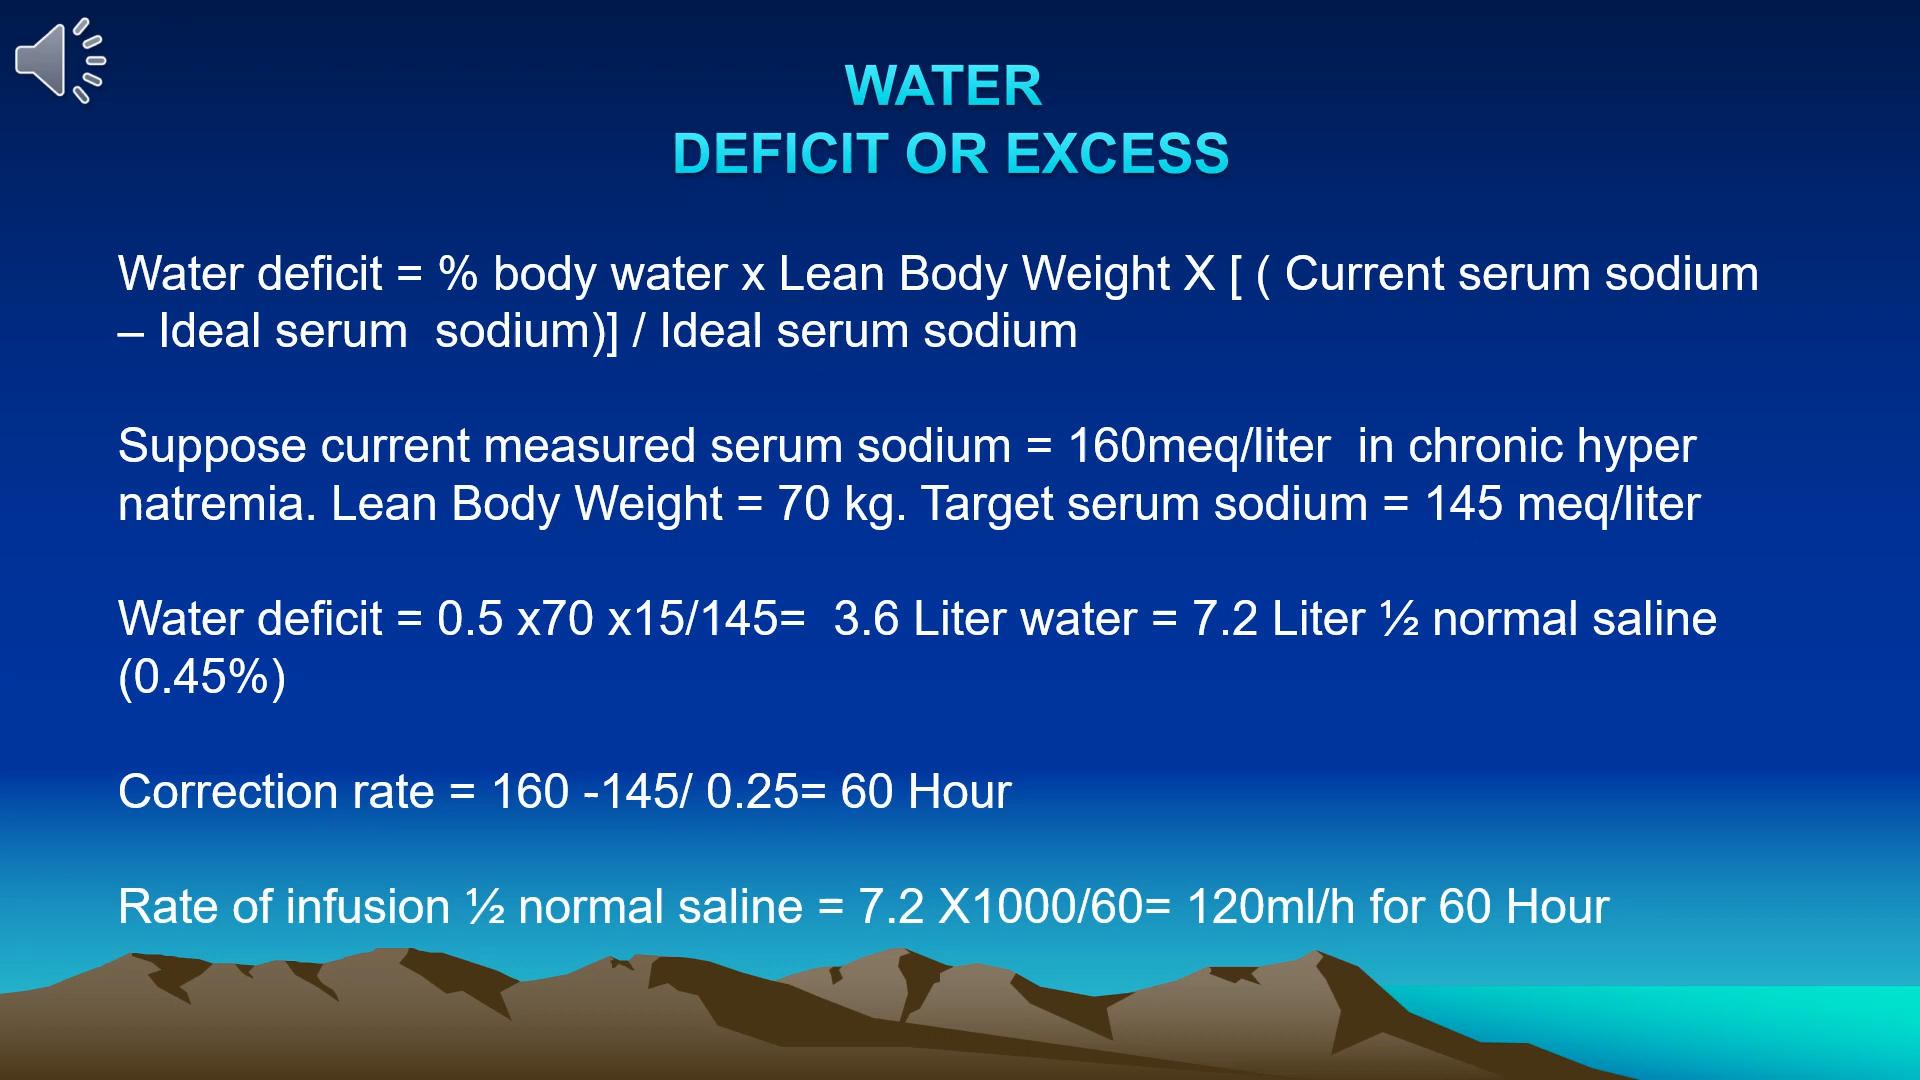 WATER
DEFICIT OR EXCESS
Water deficit = % body water x Lean Body Weight X [ ( Current serum sodium
– Ideal serum  sodium)] / Ideal serum sodium
Suppose current measured serum sodium = 160meq/liter  in chronic hyper
natremia. Lean Body Weight = 70 kg. Target serum sodium = 145 meq/liter
Water deficit = 0.5 x70 x15/145=  3.6 Liter water = 7.2 Liter ½ normal saline
(0.45%)
Correction rate = 160 -145/ 0.25= 60 Hour
Rate of infusion ½ normal saline = 7.2 X1000/60= 120ml/h for 60 Hour